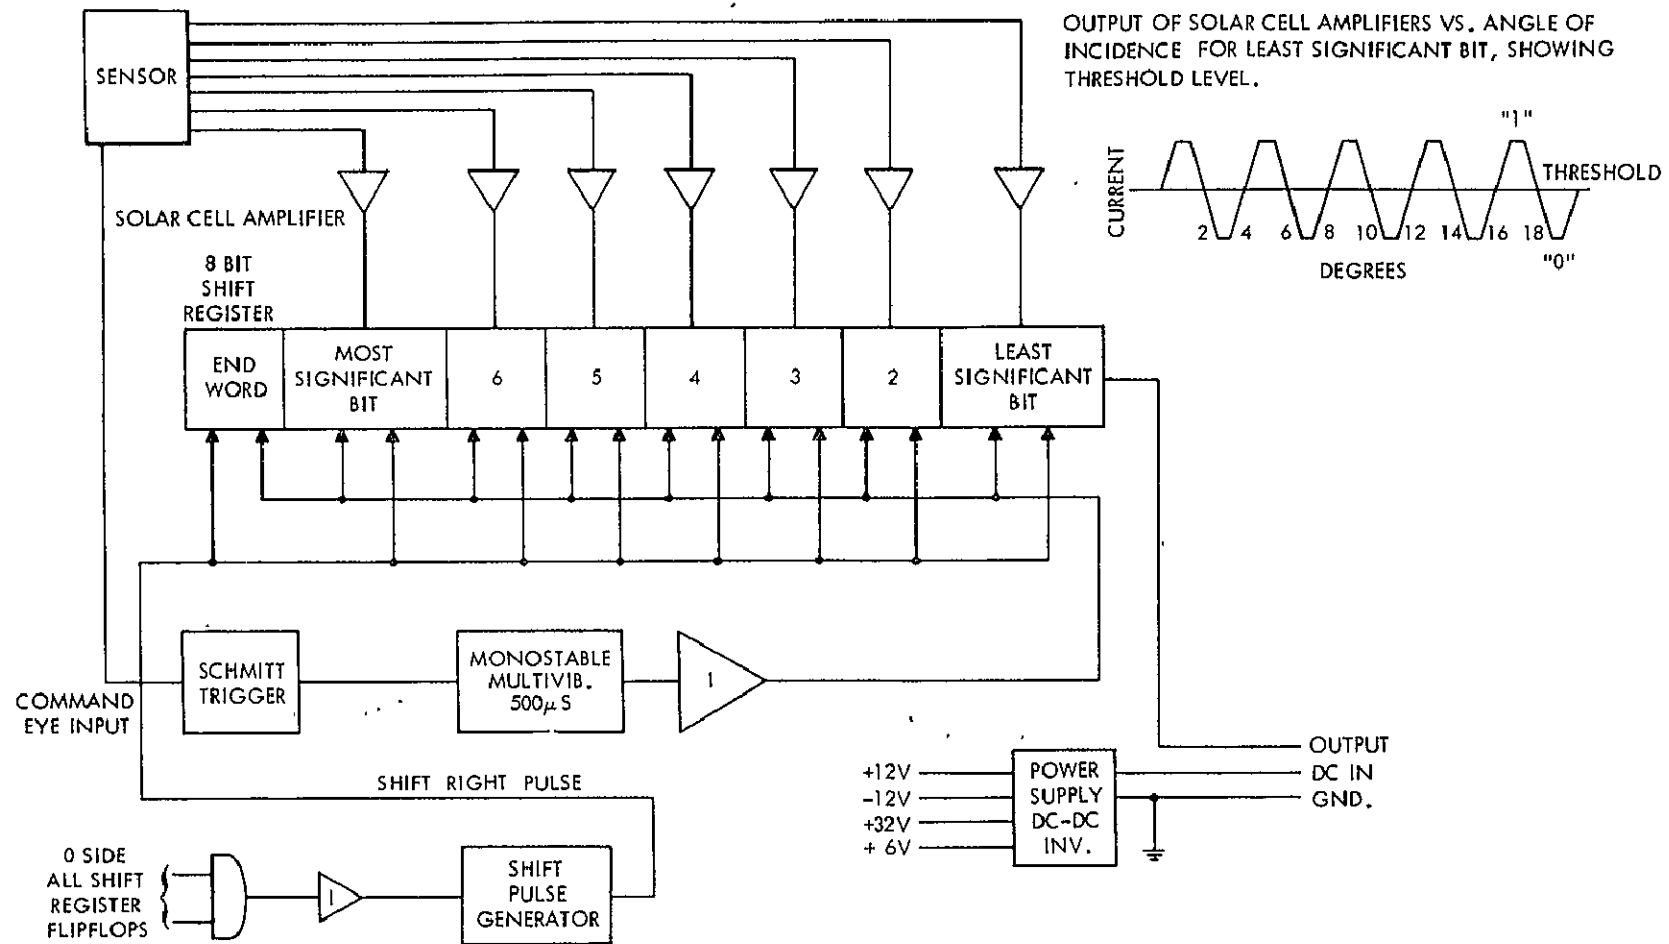 OUTPUT OF SOLAR CELL AMPLIFIERS VS. ANGLE OF
INCIDENCE FOR LEAST SIGNIFICANT BIT, SHOWING
THRESHOLD LEVEL.
SENSOR
"1"
CURRENT
THRESHOLD
2 4 6 8 10 12 14 16 18
"0"
DEGREES
SOLAR CELL AMPLIFIER
8 BIT
SHIFT
REGISTER
END
WORD
MOST
SIGNIFICANT
BIT
6
5
4
3
2
LEAST
SIGNIFICANT
BIT
SCHMITT
TRIGGER
MONOSTABLE
MULTIVIB.
500μS
1
COMMAND
EYE INPUT
SHIFT RIGHT PULSE
OUTPUT
+12V
-12V
+32V
+ 6V
POWER
SUPPLY
DC-DC
INV.
DC IN
GND.
0 SIDE
ALL SHIFT
REGISTER
FLIPFLOPS
1
SHIFT
PULSE
GENERATOR